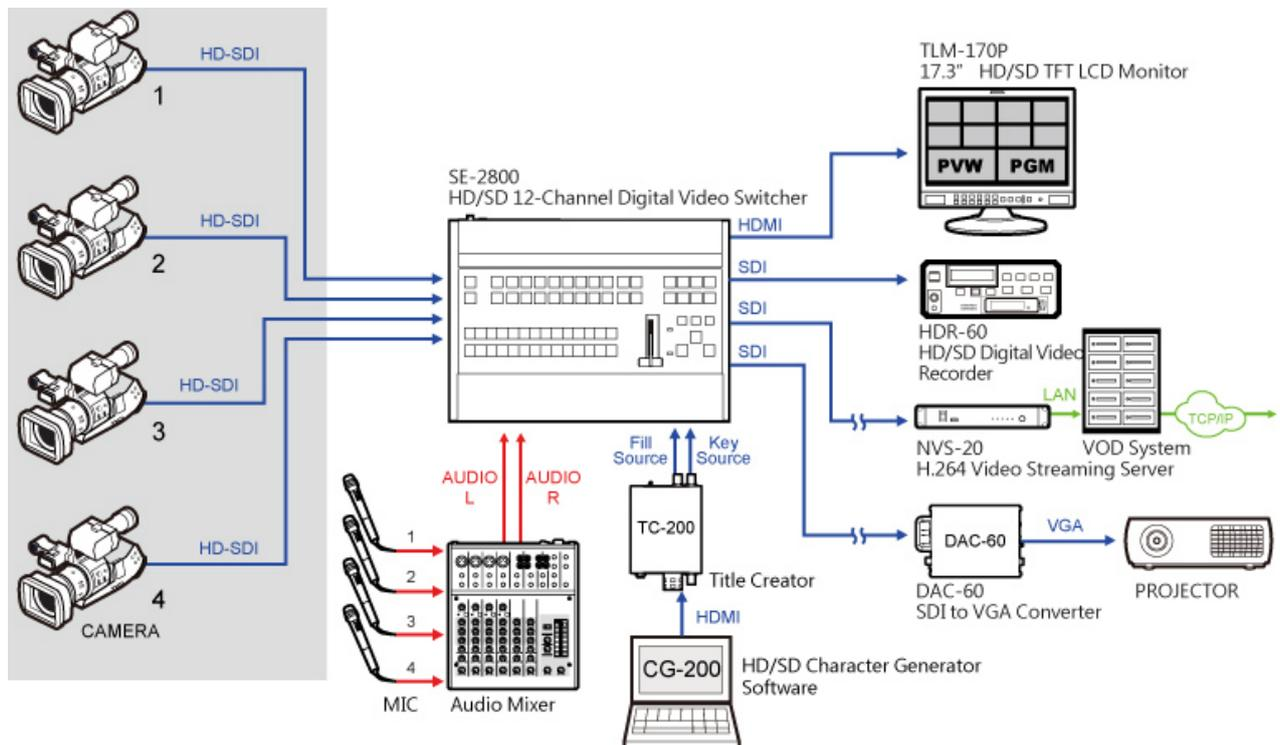 HD-SDI
1
HD-SDI
2
HD-SDI
3
HD-SDI
4
CAMERA
SE-2800
HD/SD 12-Channel Digital Video Switcher
HDMI
SDI
SDI
SDI
TLM-170P
17.3" HD/SD TFT LCD Monitor
PVW PGM
HDR-60
HD/SD Digital Video
Recorder
LAN
TCP/IP
NVS-20
H.264 Video Streaming Server
VOD System
DAC-60
VGA
DAC-60
SDI to VGA Converter
PROJECTOR
AUDIO
L
AUDIO
R
1
2
3
4
MIC
Audio Mixer
Fill
Source
Key
Source
TC-200
Title Creator
HDMI
CG-200
HD/SD Character Generator
Software